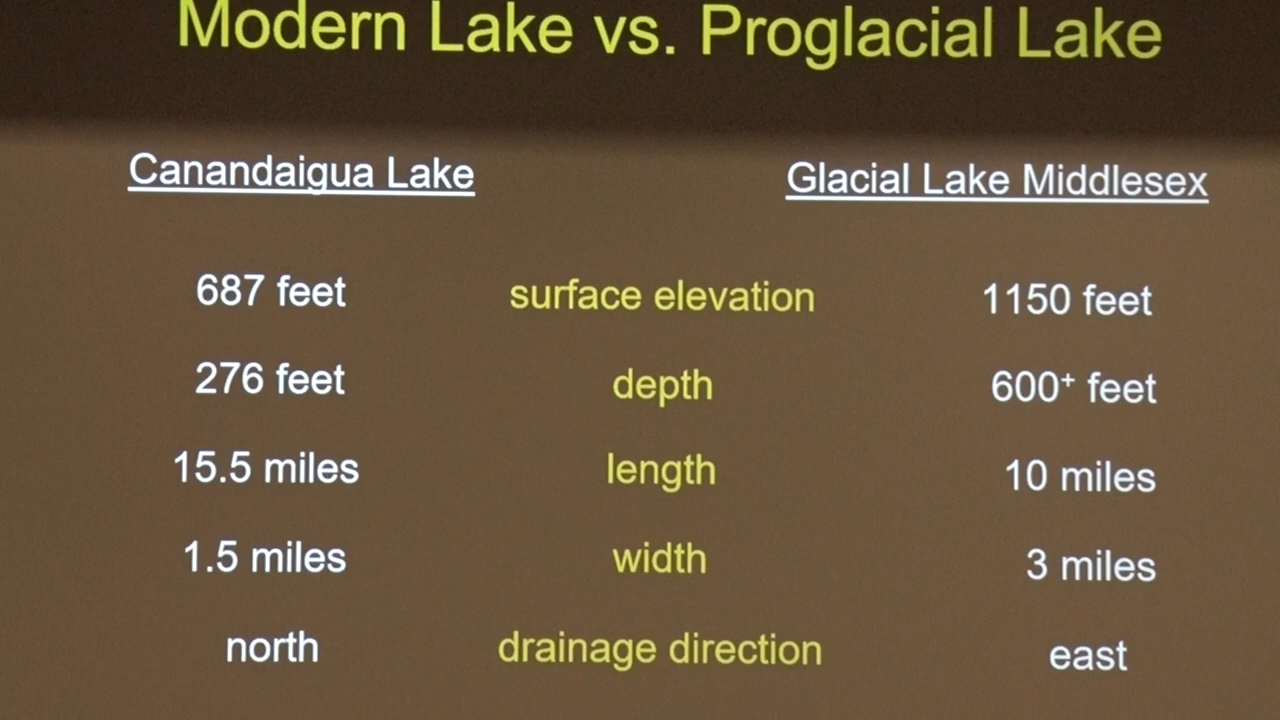 Modern Lake vs. Proglacial Lake
Canandaigua Lake Glacial Lake Middlesex
687 feet surface elevation 1150 feet
276 feet depth 600⁺ feet
15.5 miles length 10 miles
1.5 miles width 3 miles
north drainage direction east